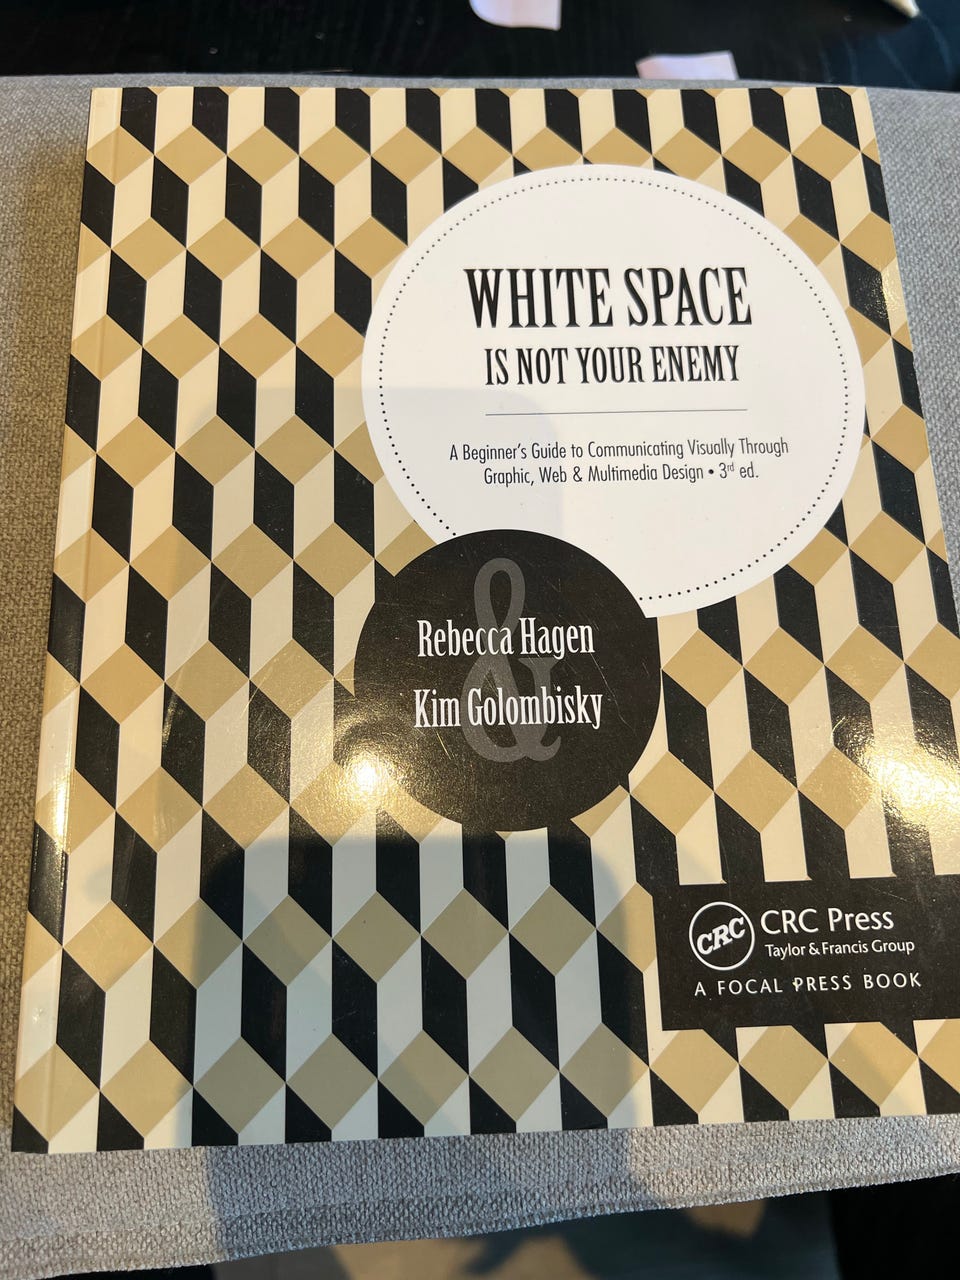 WHITE SPACE
IS NOT YOUR ENEMY
A Beginner's Guide to Communicating Visually Through
Graphic, Web & Multimedia Design • 3rd ed.
&
Rebecca Hagen
Kim Golombisky
CRC
CRC Press
Taylor & Francis Group
A FOCAL PRESS BOOK